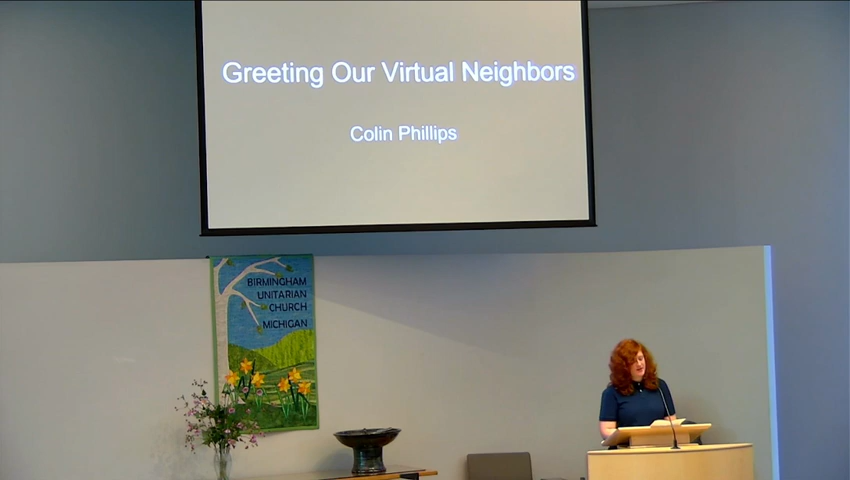 Greeting Our Virtual Neighbors
Colin Phillips
BIRMINGHAM
UNITARIAN
CHURCH
MICHIGAN